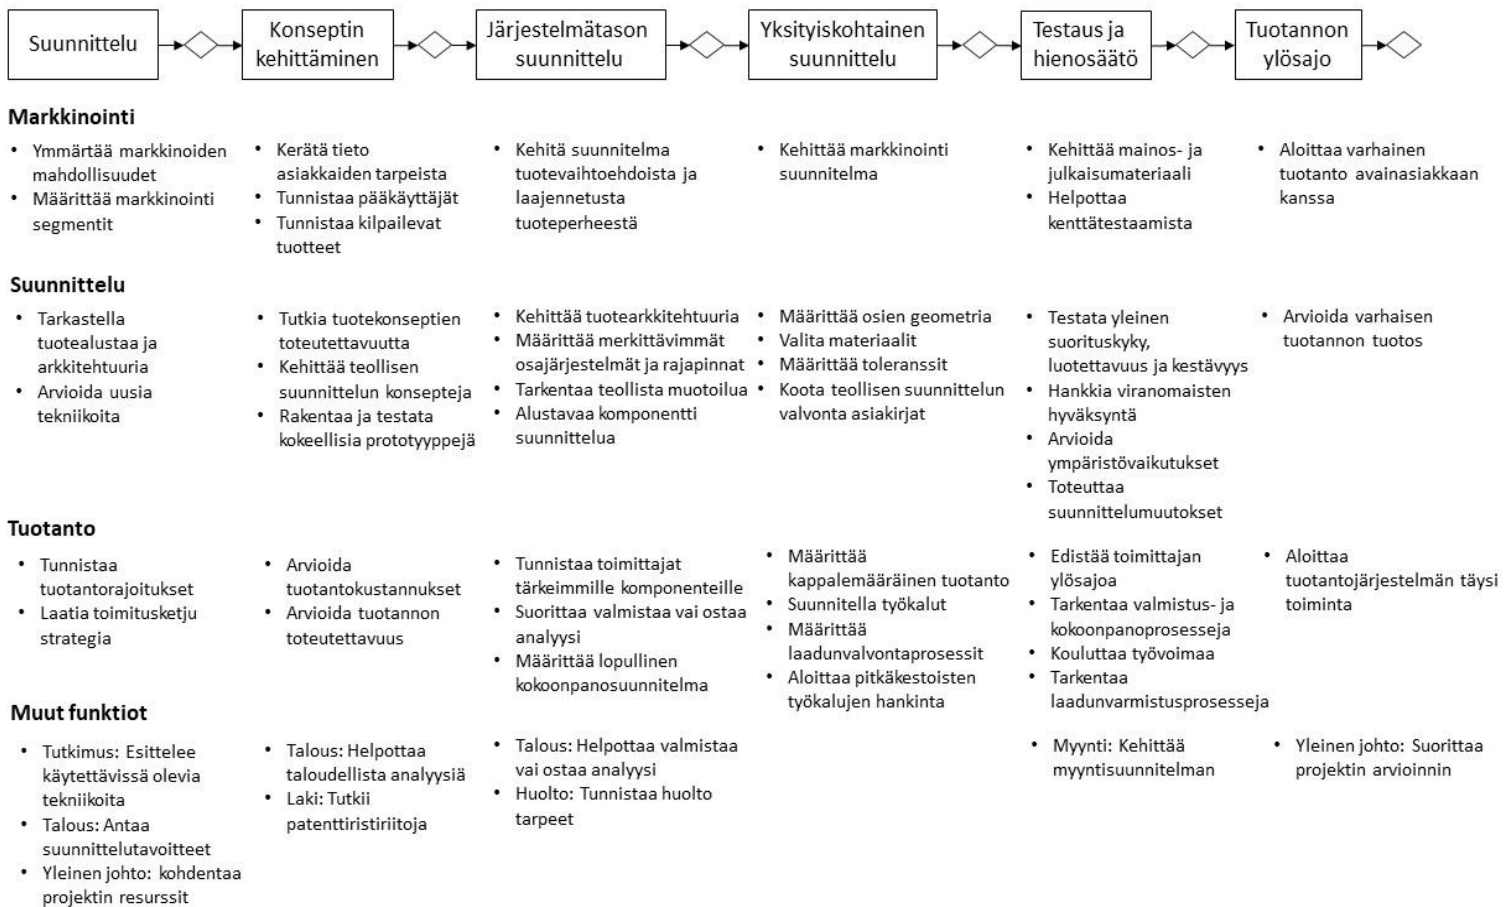 Suunnittelu
Konseptin
kehittäminen
Järjestelmätason
suunnittelu
Yksityiskohtainen
suunnittelu
Testaus ja
hienosäätö
Tuotannon
ylösajo
Markkinointi
• Ymmärtää markkinoiden
mahdollisuudet
• Määrittää markkinointi
segmentit
• Kerätä tieto
asiakkaiden tarpeista
• Tunnistaa pääkäyttäjät
• Tunnistaa kilpailevat
tuotteet
• Kehitä suunnitelma
tuotevaihtoehdoista ja
laajennetusta
tuoteperheestä
• Kehittää markkinointi
suunnitelma
• Kehittää mainos- ja
julkaisumateriaali
• Helpottaa
kenttätestaamista
• Aloittaa varhainen
tuotanto avainasiakkaan
kanssa
Suunnittelu
• Tarkastella
tuotealustaa ja
arkkitehtuuria
• Arvioida uusia
tekniikoita
• Tutkia tuotekonseptien
toteutettavuutta
• Kehittää teollisen
suunnittelun konsepteja
• Rakentaa ja testata
kokeellisia prototyyppejä
• Kehittää tuotearkkitehtuuria
• Määrittää merkittävimmät
osajärjestelmät ja rajapinnat
• Tarkentaa teollista muotoilua
• Alustavaa komponentti
suunnittelua
• Määrittää osien geometria
• Valita materiaalit
• Määrittää toleranssit
• Koota teollisen suunnittelun
valvonta asiakirjat
• Testata yleinen
suorituskyky,
luotettavuus ja kestävyys
• Hankkia viranomaisten
hyväksyntä
• Arvioida
ympäristövaikutukset
• Toteuttaa
suunnittelumuutokset
• Arvioida varhaisen
tuotannon tuotos
Tuotanto
• Tunnistaa
tuotantorajoitukset
• Laatia toimitusketju
strategia
• Arvioida
tuotantokustannukset
• Arvioida tuotannon
toteutettavuus
• Tunnistaa toimittajat
tärkeimmille komponenteille
• Suorittaa valmistaa vai ostaa
analyysi
• Määrittää lopullinen
kokoonpanosuunnitelma
• Määrittää
kappalemääräinen tuotanto
• Suunnitella työkalut
• Määrittää
laadunvalvontaprosessit
• Aloittaa pitkäkestoisten
työkalujen hankinta
• Edistää toimittajan
ylösajoa
• Tarkentaa valmistus- ja
kokoonpanoprosesseja
• Kouluttaa työvoimaa
• Tarkentaa
laadunvarmistusprosesseja
• Aloittaa
tuotantojärjestelmän täysi
toiminta
Muut funktiot
• Tutkimus: Esittelee
käytettävissä olevia
tekniikoita
• Talous: Antaa
suunnittelutavoitteet
• Yleinen johto: kohdentaa
projektin resurssit
• Talous: Helpottaa
taloudellista analyysiä
• Laki: Tutkii
patenttiristiriitoja
• Talous: Helpottaa valmistaa
vai ostaa analyysi
• Huolto: Tunnistaa huolto
tarpeet
• Myynti: Kehittää
myyntisuunnitelman
• Yleinen johto: Suorittaa
projektin arvioinnin